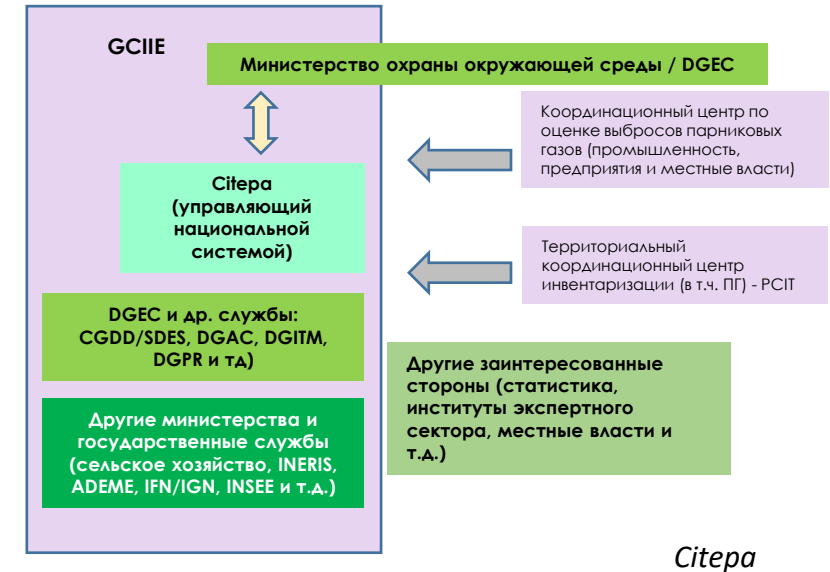 GCIIE
Министерство охраны окружающей среды / DGEC
Координационный центр по
оценке выбросов парниковых
газов (промышленность,
предприятия и местные власти)
Citepa
(управляющий
национальной
системой)
Территориальный
координационный центр
инвентаризации (в т.ч. ПГ) - PCIT
DGEC и др. службы:
CGDD/SDES, DGAC, DGITM,
DGPR и тд)
Другие заинтересованные
стороны (статистика,
институты экспертного
сектора, местные власти и
т.д.)
Другие министерства и
государственные службы
(сельское хозяйство, INERIS,
ADEME, IFN/IGN, INSEE и т.д.)
Citepa